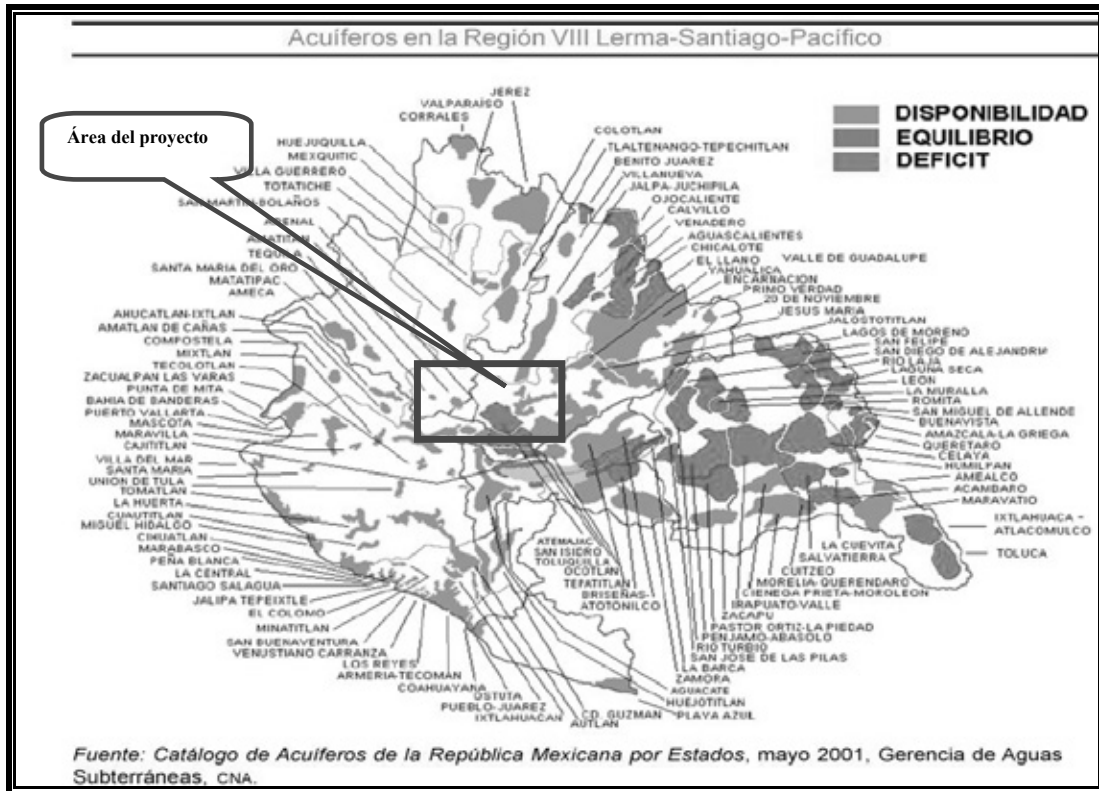 Acuíferos en la Región VIII Lerma-Santiago-Pacífico
Área del proyecto
DISPONIBILIDAD
EQUILIBRIO
DEFICIT
JEREZ
VALPARAÍSO
CORRALES
HUEJUQUILLA
MEXQUITIC
VILLA GUERRERO
TOTATICHE
SAN MARTIN-BOLAÑOS
ARENAL
AMATITAN
TEQUILA
SANTA MARIA DEL ORO
MATATIPAC
AMECA
AHUCATLAN-IXTLAN
AMATLAN DE CAÑAS
COMPOSTELA
MIXTLAN
TECOLOTLAN
ZACUALPAN LAS VARAS
PUNTA DE MITA
BAHIA DE BANDERAS
PUERTO VALLARTA
MASCOTA
MARAVILLA
CAJITITLAN
VILLA DEL MAR
SANTA MARIA
UNION DE TULA
TOMATLAN
LA HUERTA
CUAUTITLAN
MIGUEL HIDALGO
CIHUATLAN
MARABASCO
PEÑA BLANCA
LA CENTRAL
SANTIAGO SALAGUA
JALIPA TEPEIXTLE
EL COLOMO
MINATITLAN
SAN BUENAVENTURA
VENUSTIANO CARRANZA
LOS REYES
ARMERIA-TECOMÁN
COAHUAYANA
OSTUTA
PUEBLO-JUAREZ
IXTLAHUACAN
AUTLAN
CD. GUZMAN
PLAYA AZUL
HUEJOTITLAN
AGUACATE
ZAMORA
LA BARCA
SAN JOSE DE LAS PILAS
RIO TURBIO
PENJAMO-ABASOLO
PASTOR ORTIZ-LA PIEDAD
ZACAPU
IRAPUATO-VALLE
CIENEGA PRIETA-MOROLEON
MORELIA-QUERENDARO
CUITZEO
SALVATIERRA
LA CUEVITA
ATEMAJAC
SAN ISIDRO
TOLUQUILLA
OCOTLAN
TEPATITLAN
BRISEÑAS-
ATOTONILCO
COLOTLAN
TLALTENANGO-TEPECHITLAN
BENITO JUAREZ
VILLANUEVA
JALPA-JUCHIPILA
OJOCALIENTE
CALVILLO
VENADERO
AGUASCALIENTES
CHICALOTE
EL LLANO
VALLE DE GUADALUPE
YAHUALICA
ENCARNACION
PRIMO VERDAD
20 DE NOVIEMBRE
JESUS MARIA
JALOSTOTITLAN
LAGOS DE MORENO
SAN FELIPE
SAN DIEGO DE ALEJANDRIA
RIO LAJA
LAGUNA SECA
LEON
LA MURALLA
ROMITA
SAN MIGUEL DE ALLENDE
BUENAVISTA
AMAZCALA-LA GRIEGA
QUERETARO
CELAYA
HUMILPAN
AMEALCO
ACAMBARO
MARAVATIO
IXTLAHUACA -
ATLACOMULCO
TOLUCA
Fuente: Catálogo de Acuíferos de la República Mexicana por Estados, mayo 2001, Gerencia de Aguas
Subterráneas, CNA.